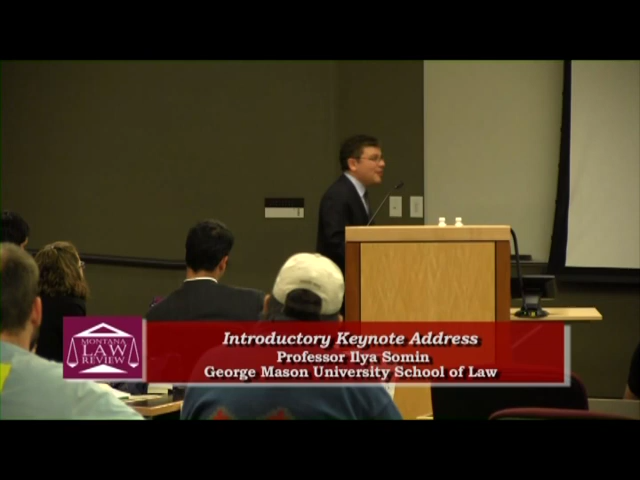 MONTANA
LAW
REVIEW
Introductory Keynote Address
Professor Ilya Somin
George Mason University School of Law